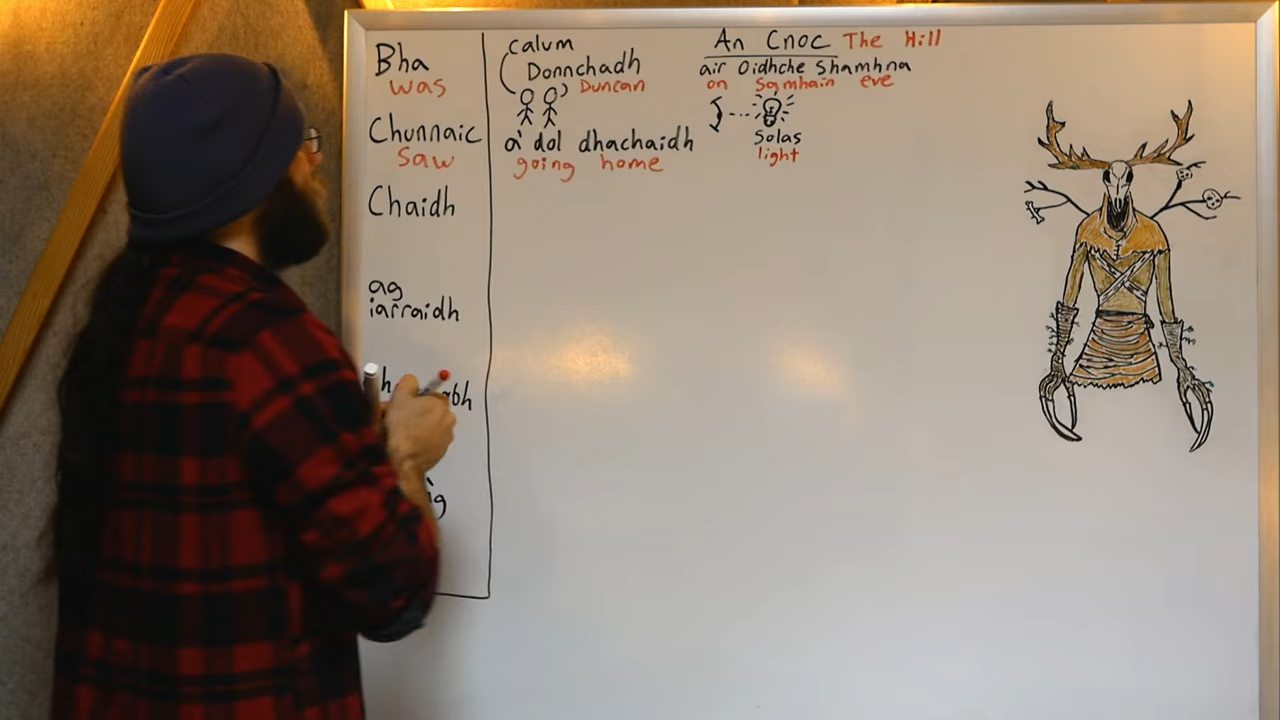 Bha
was
Chunnaic
Saw
Chaidh
ag
iarraidh
Calum
Donnchadh
Duncan
a' dol dhachaidh
going home
An Cnoc The Hill
air Oidhche Shamhna
on Samhain eve
Solas
light